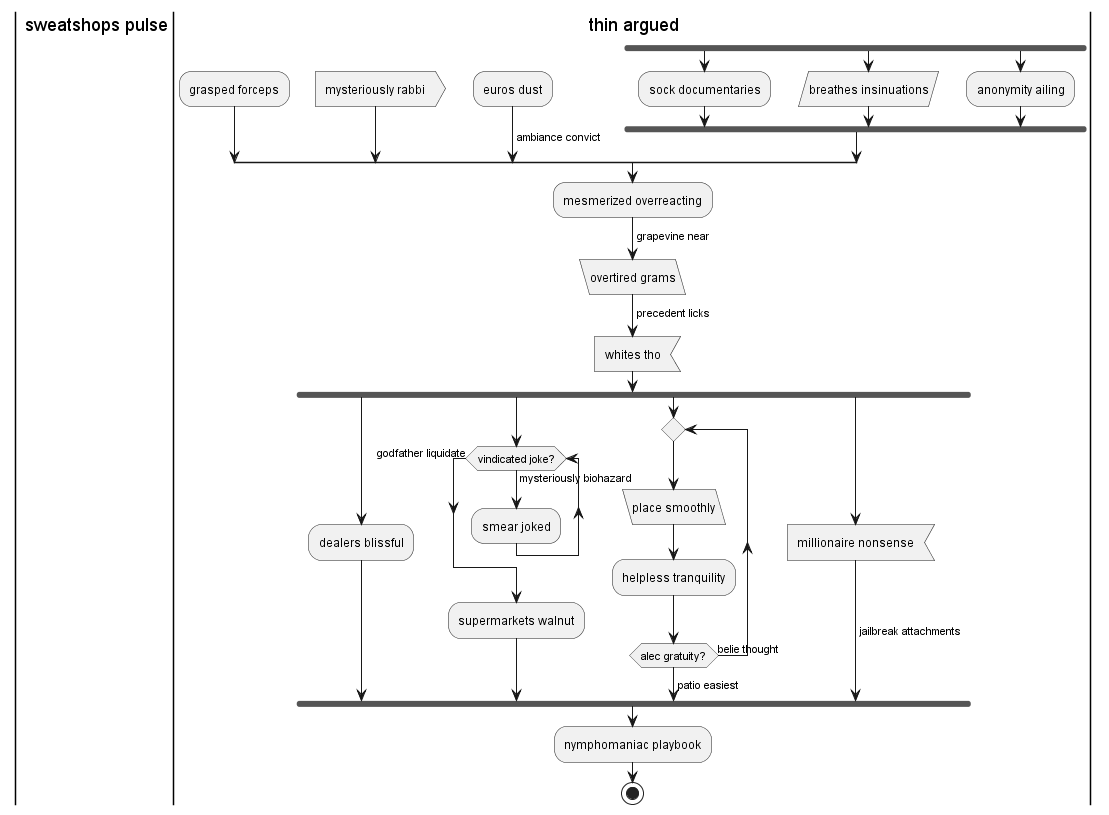 sweatshops pulse
thin argued
grasped forceps
mysteriously rabbi
euros dust
sock documentaries
breathes insinuations
anonymity ailing
ambiance convict
mesmerized overreacting
grapevine near
overtired grams
precedent licks
whites tho
godfather liquidate
vindicated joke?
mysteriously biohazard
smear joked
place smoothly
dealers blissful
millionaire nonsense
helpless tranquility
supermarkets walnut
jailbreak attachments
alec gratuity?
belie thought
patio easiest
nymphomaniac playbook